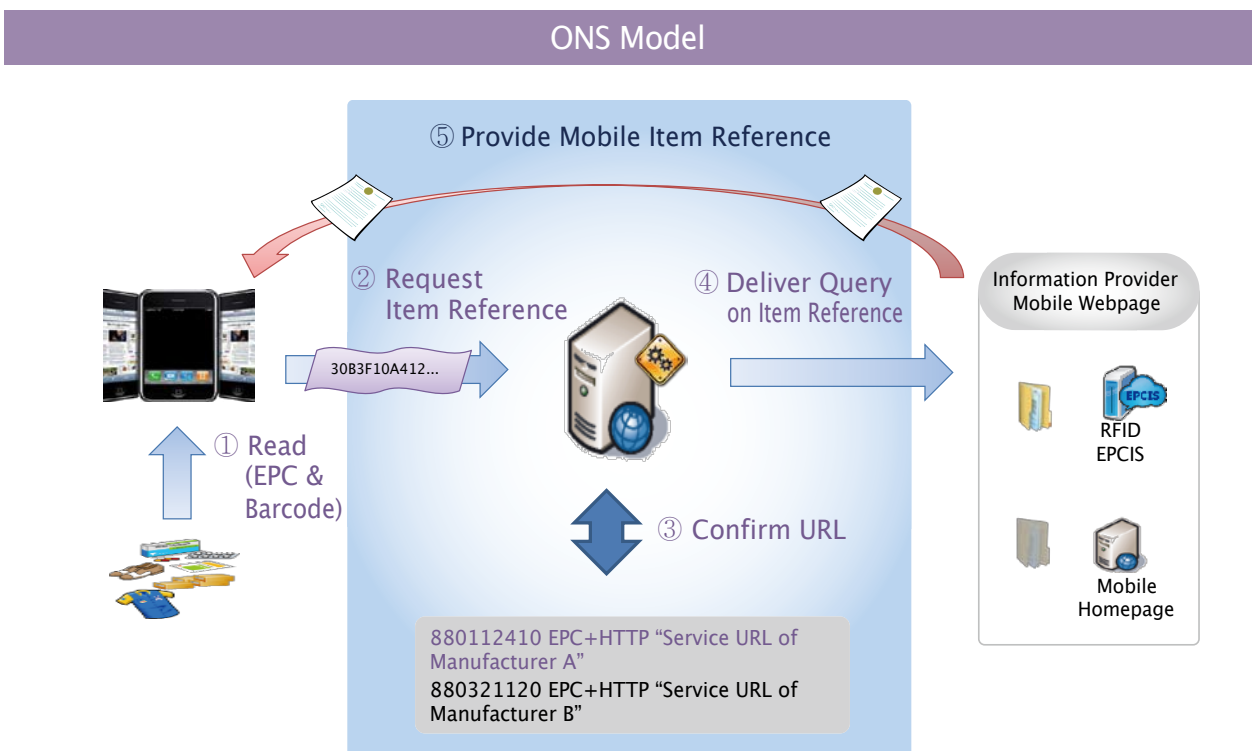 ONS Model
⑤ Provide Mobile Item Reference
② Request
Item Reference
④ Deliver Query
on Item Reference
Information Provider
Mobile Webpage
30B3F10A412...
EPCIS
RFID
EPCIS
① Read
(EPC &
Barcode)
③ Confirm URL
Mobile
Homepage
880112410 EPC+HTTP “Service URL of
Manufacturer A”
880321120 EPC+HTTP “Service URL of
Manufacturer B”